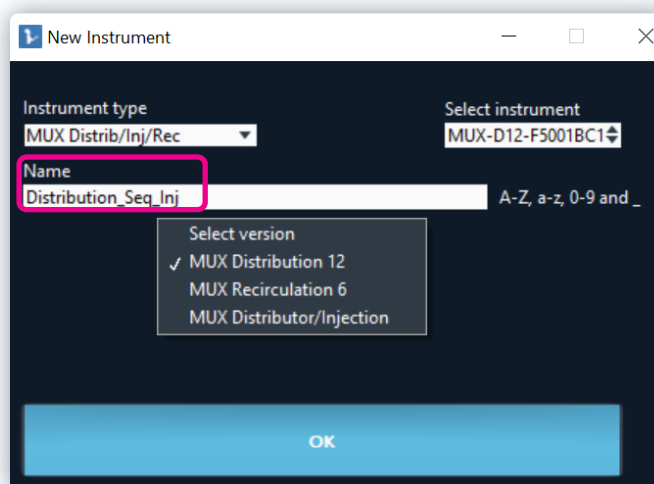 New Instrument
Instrument type
Select instrument
MUX Distrib/Inj/Rec
MUX-D12-F5001BC1
Name
Distribution_Seq_Inj
A-Z, a-z, 0-9 and _
Select version
✓ MUX Distribution 12
MUX Recirculation 6
MUX Distributor/Injection
OK